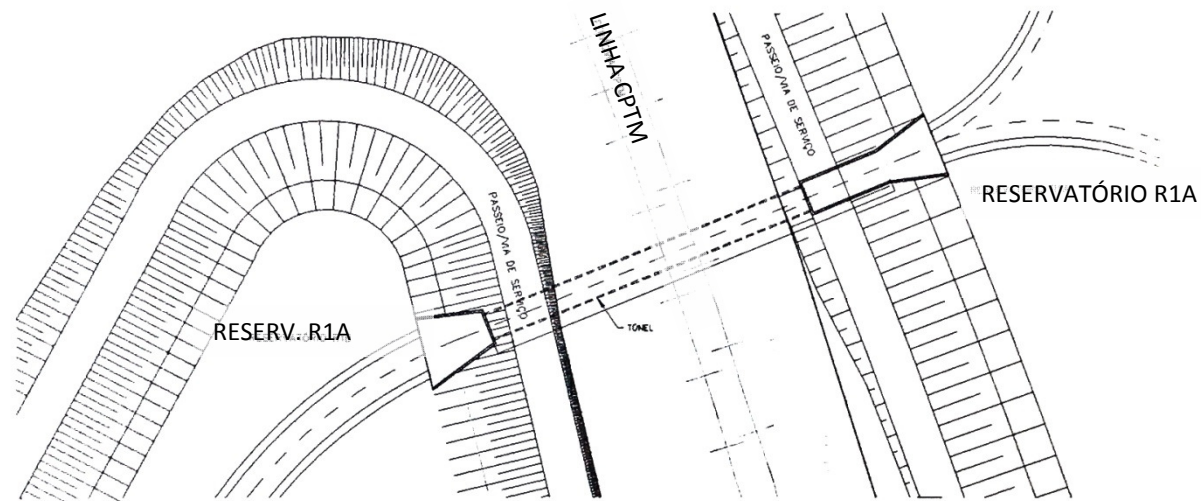 LINHA CPTM
PASSEIO/VIA DE SERVIÇO
PASSEIO/VIA DE SERVIÇO
RESERVATÓRIO R1A
RESERV. R1A
TÚNEL